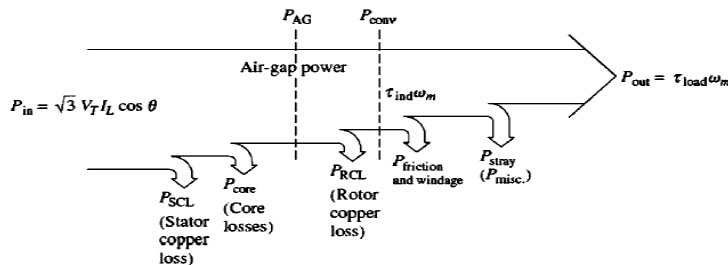 P_AG
P_conv
Air-gap power
P_in = √3 V_T I_L cos θ
τ_ind ω_m
P_out = τ_load ω_m
P_SCL
(Stator
copper
loss)
P_core
(Core
losses)
P_RCL
(Rotor
copper
loss)
P_friction
and windage
P_stray
(P_misc.)